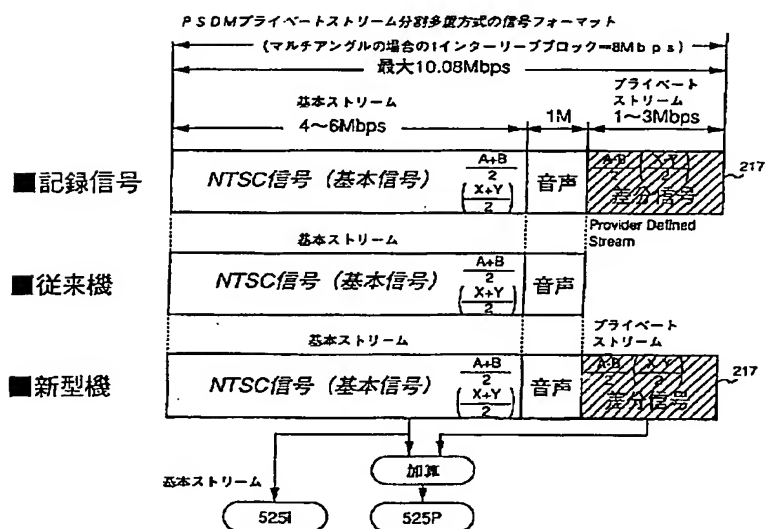 PSDMプライベートストリーム分割多重方式の信号フォーマット
(マルチアングルの場合の1インターリーブブロック=8Mbps)
最大10.08Mbps
基本ストリーム
4〜6Mbps
1M
プライベート
ストリーム
1〜3Mbps
■記録信号
NTSC信号(基本信号)
A+B
2
(X+Y
2)
音声
A-B
2
(X-Y
2)
差分信号
217
Provider Defined
Stream
基本ストリーム
■従来機
NTSC信号(基本信号)
A+B
2
(X+Y
2)
音声
基本ストリーム
プライベート
ストリーム
■新型機
NTSC信号(基本信号)
A+B
2
(X+Y
2)
音声
A-B
2
(X-Y
2)
差分信号
217
基本ストリーム
加算
525I
525P